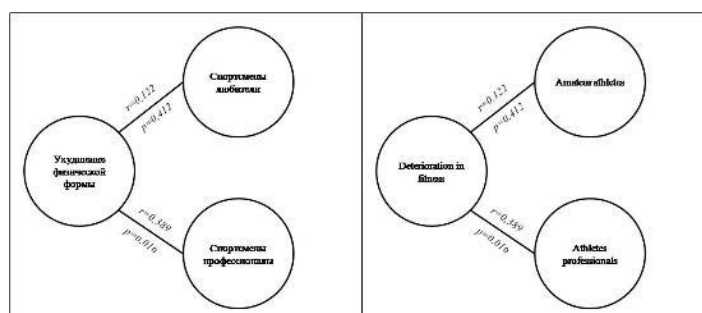 Спортсмены
любители
r=0,122
p=0,412
Ухудшение
физической
формы
r=0,389
p=0,016
Спортсмены
профессионалы
Amateur athletes
r=0,122
p=0,412
Deterioration in
fitness
r=0,389
p=0,016
Athletes
professionals